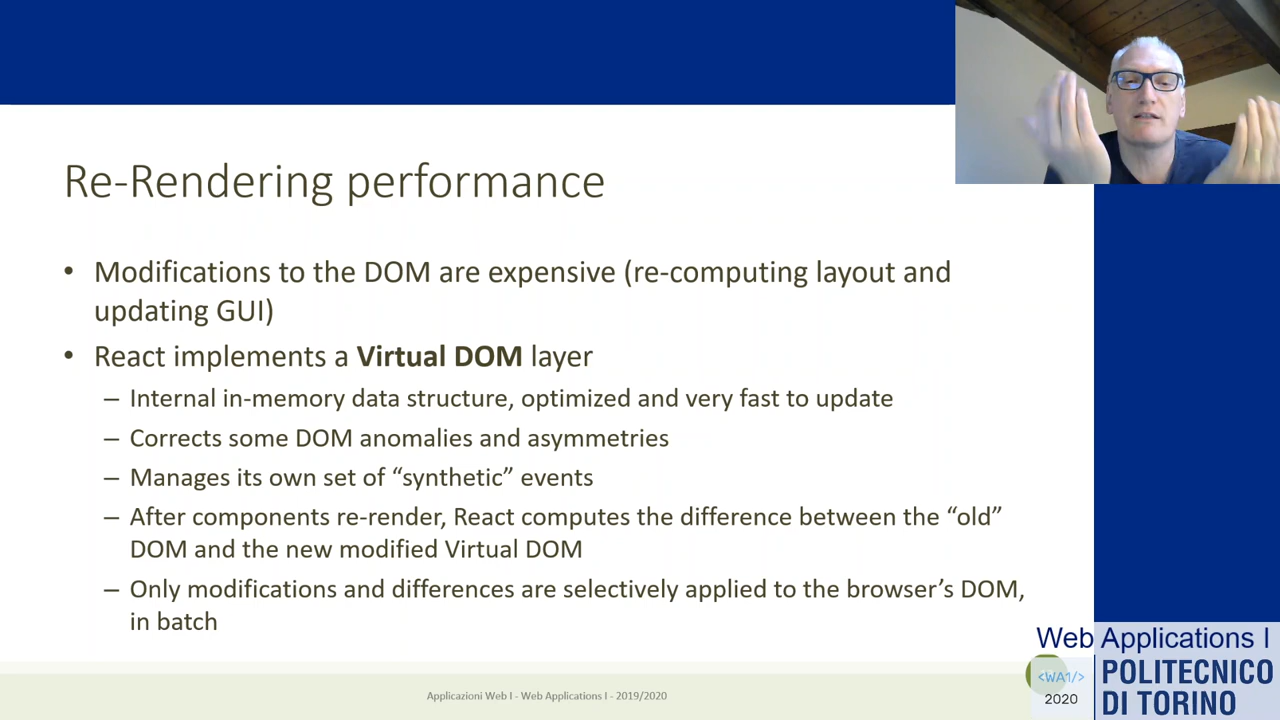 Re-Rendering performance
• Modifications to the DOM are expensive (re-computing layout and
updating GUI)
• React implements a Virtual DOM layer
– Internal in-memory data structure, optimized and very fast to update
– Corrects some DOM anomalies and asymmetries
– Manages its own set of “synthetic” events
– After components re-render, React computes the difference between the “old”
DOM and the new modified Virtual DOM
– Only modifications and differences are selectively applied to the browser’s DOM,
in batch
Applicazioni Web I - Web Applications I - 2019/2020
Web Applications I
<WA1/>
2020
POLITECNICO
DI TORINO